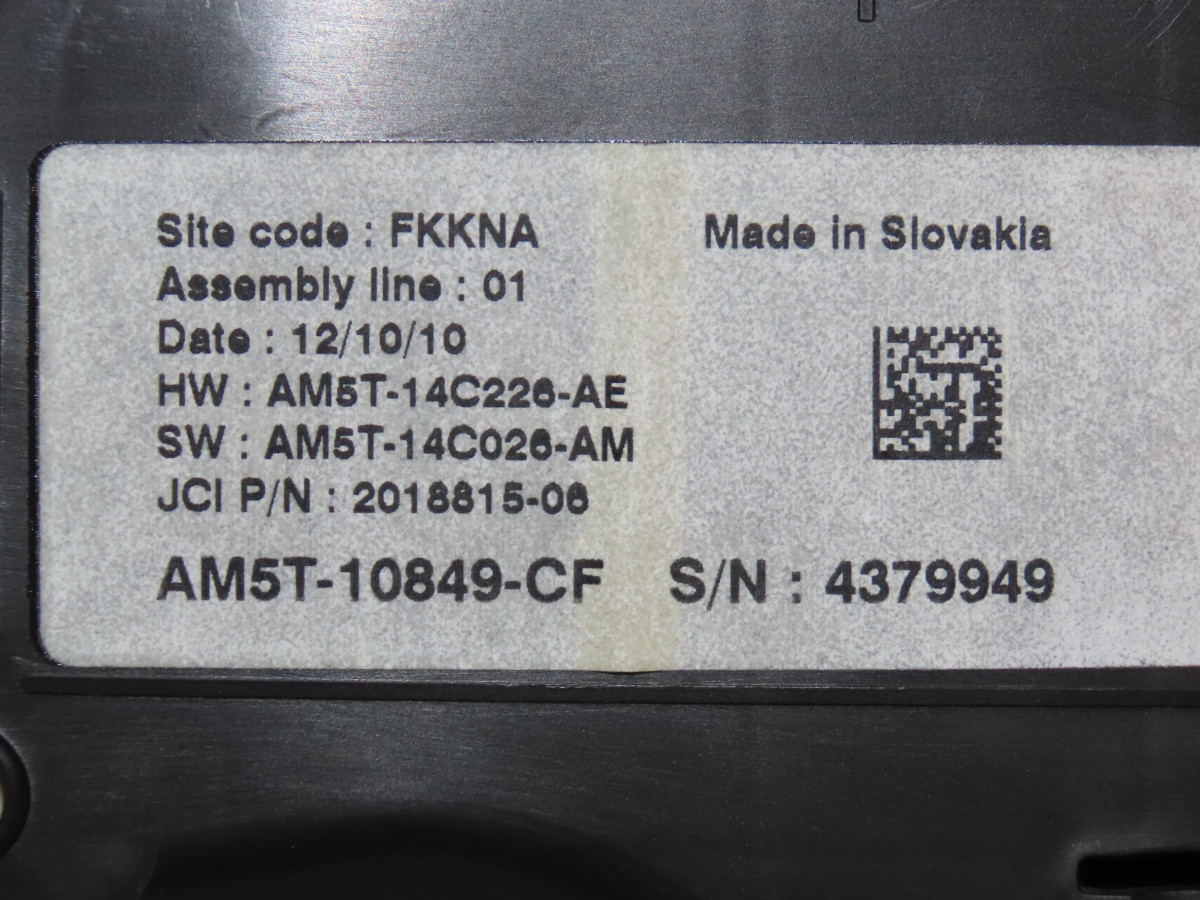 Site code : FKKNA
Made in Slovakia
Assembly line : 01
Date : 12/10/10
HW : AM5T-14C226-AE
SW : AM5T-14C026-AM
JCI P/N : 2018815-06
AM5T-10849-CF S/N : 4379949